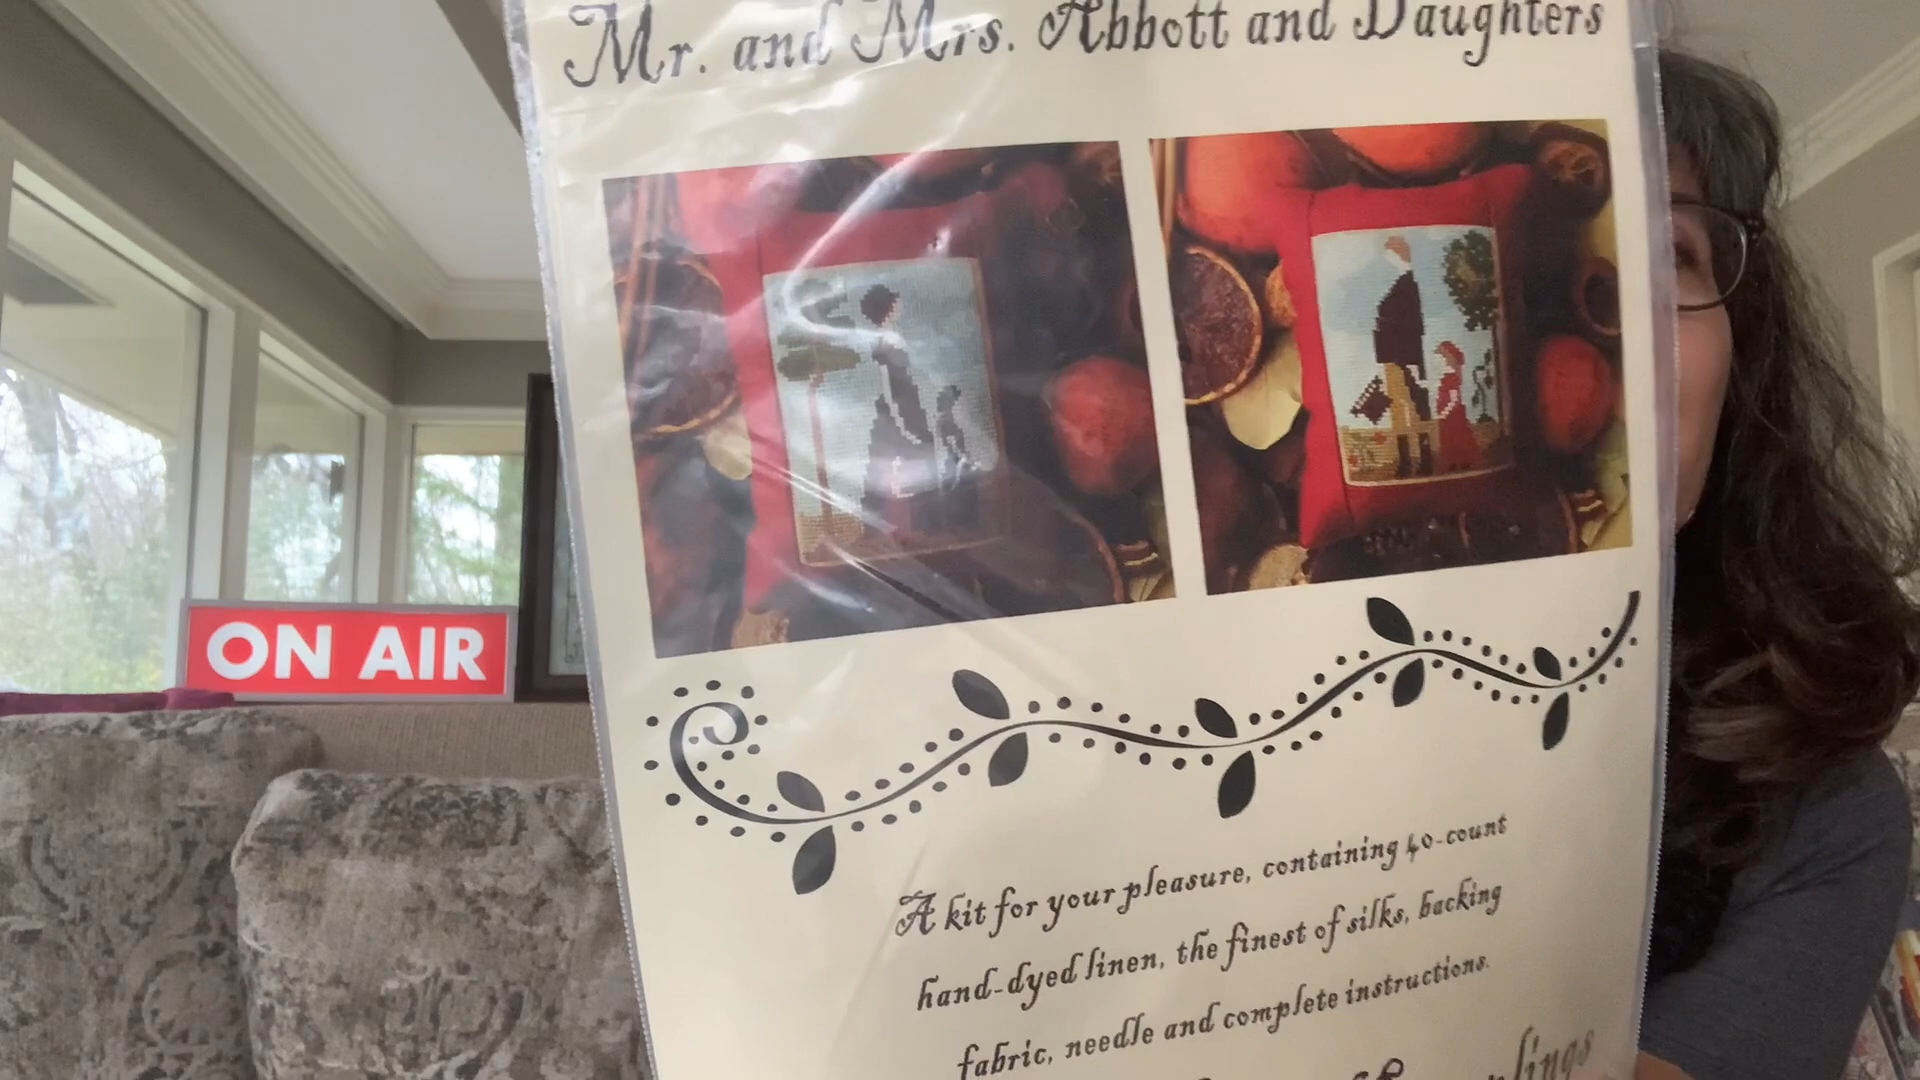 Mr. and Mrs. Abbott and Daughters
ON AIR
A kit for your pleasure, containing 40-count
hand-dyed linen, the finest of silks, backing
fabric, needle and complete instructions.